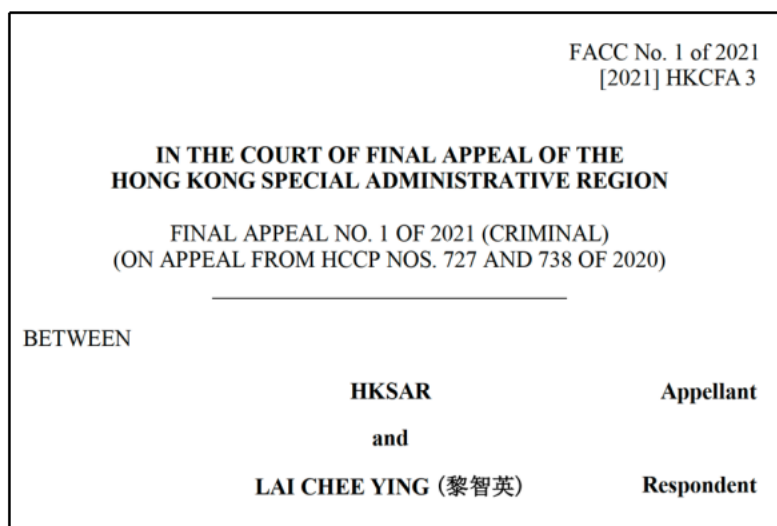 FACC No. 1 of 2021
[2021] HKCFA 3
IN THE COURT OF FINAL APPEAL OF THE
HONG KONG SPECIAL ADMINISTRATIVE REGION
FINAL APPEAL NO. 1 OF 2021 (CRIMINAL)
(ON APPEAL FROM HCCP NOS. 727 AND 738 OF 2020)
BETWEEN
HKSAR Appellant
and
LAI CHEE YING (黎智英) Respondent